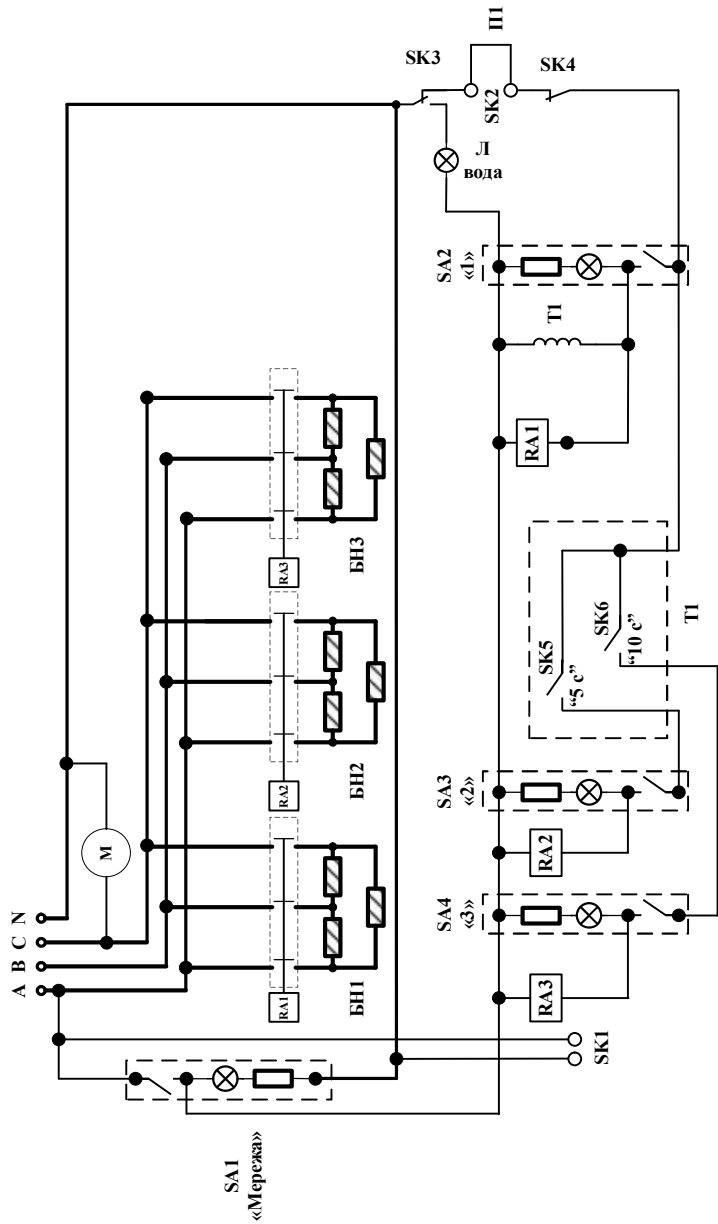 A B C N
M
SA1
«Мережа»
RA1
RA2
RA3
БН1
БН2
БН3
SK3
П1
SK2
SK4
Л
вода
SA4
«3»
SA3
«2»
SA2
«1»
RA3
RA2
RA1
T1
SK5
“5 с”
SK6
“10 с”
T1
SK1